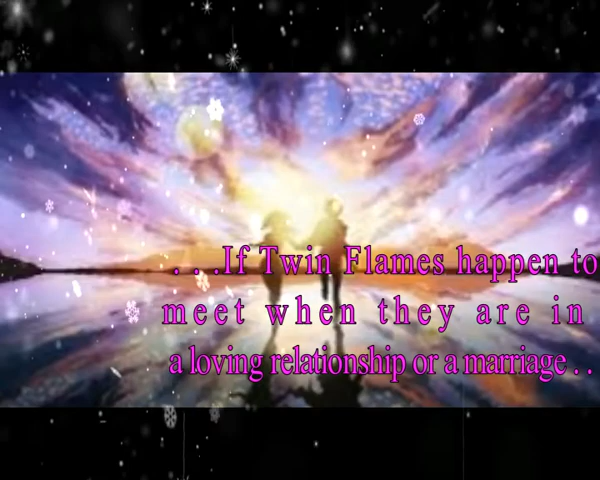 . . .If Twin Flames happen to
meet when they are in
a loving relationship or a marriage . .